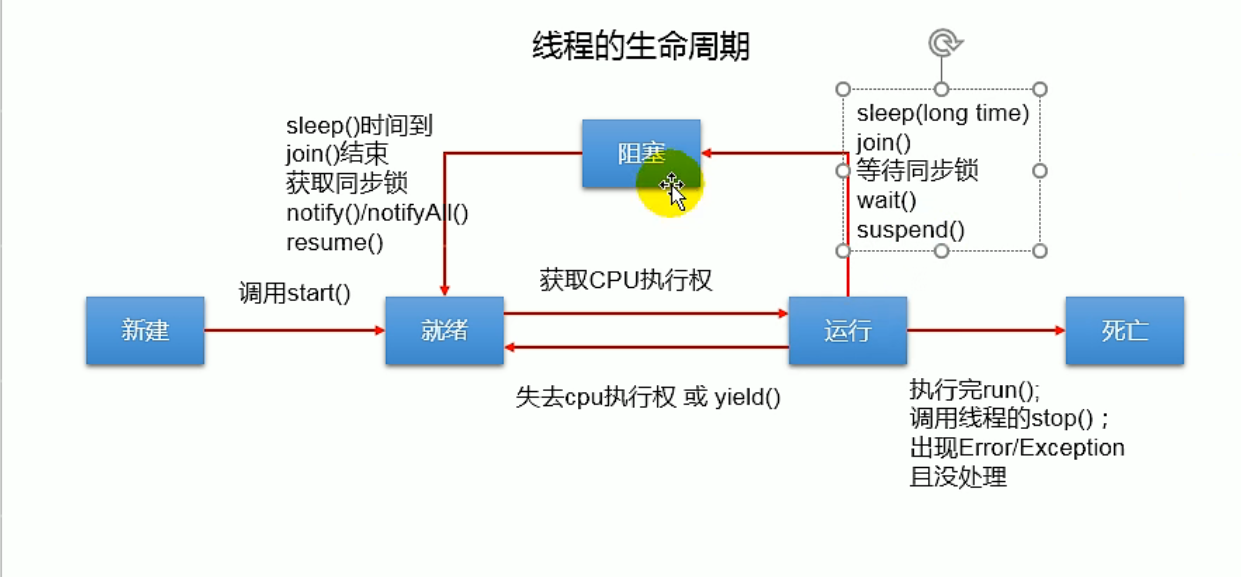 线程的生命周期
sleep()时间到
join()结束
获取同步锁
notify()/notifyAll()
resume()
阻塞
sleep(long time)
join()
等待同步锁
wait()
suspend()
调用start()
获取CPU执行权
新建
就绪
运行
死亡
失去cpu执行权 或 yield()
执行完run();
调用线程的stop()；
出现Error/Exception
且没处理